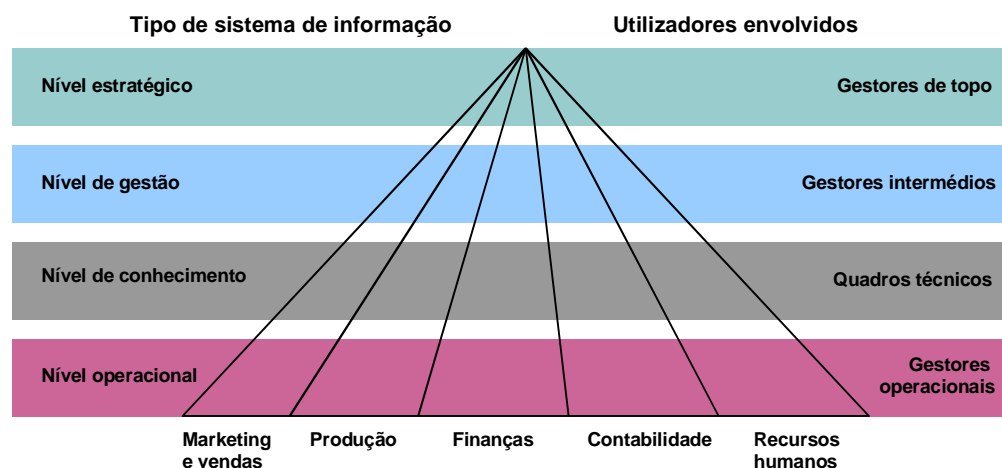 Tipo de sistema de informação
Utilizadores envolvidos
Nível estratégico
Gestores de topo
Nível de gestão
Gestores intermédios
Nível de conhecimento
Quadros técnicos
Nível operacional
Gestores
operacionais
Marketing
e vendas
Produção
Finanças
Contabilidade
Recursos
humanos